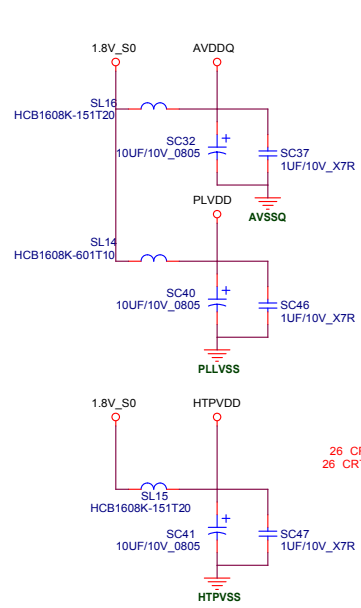 1.8V_S0
AVDDQ
SL16
HCB1608K-151T20
SC32
10UF/10V_0805
+
SC37
1UF/10V_X7R
AVSSQ
PLVDD
SL14
HCB1608K-601T10
SC40
10UF/10V_0805
+
SC46
1UF/10V_X7R
PLLVSS
1.8V_S0
HTPVDD
26
26 CR
SL15
HCB1608K-151T20
SC41
10UF/10V_0805
+
SC47
1UF/10V_X7R
HTPVSS